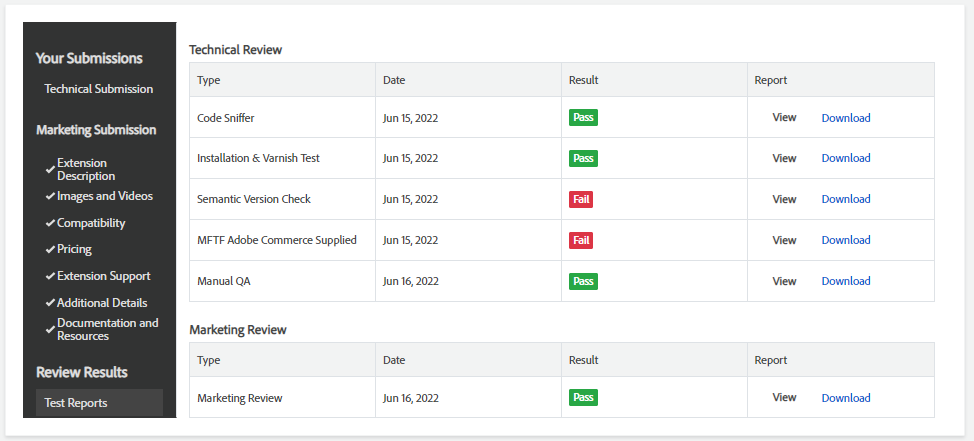 Your Submissions
Technical Submission
Marketing Submission
Extension
Description
Images and Videos
Compatibility
Pricing
Extension Support
Additional Details
Documentation and
Resources
Review Results
Test Reports
Technical Review
Type Date Result Report
Code Sniffer Jun 15, 2022 Pass View Download
Installation & Varnish Test Jun 15, 2022 Pass View Download
Semantic Version Check Jun 15, 2022 Fail View Download
MFTF Adobe Commerce Supplied Jun 15, 2022 Fail View Download
Manual QA Jun 16, 2022 Pass View Download
Marketing Review
Type Date Result Report
Marketing Review Jun 16, 2022 Pass View Download